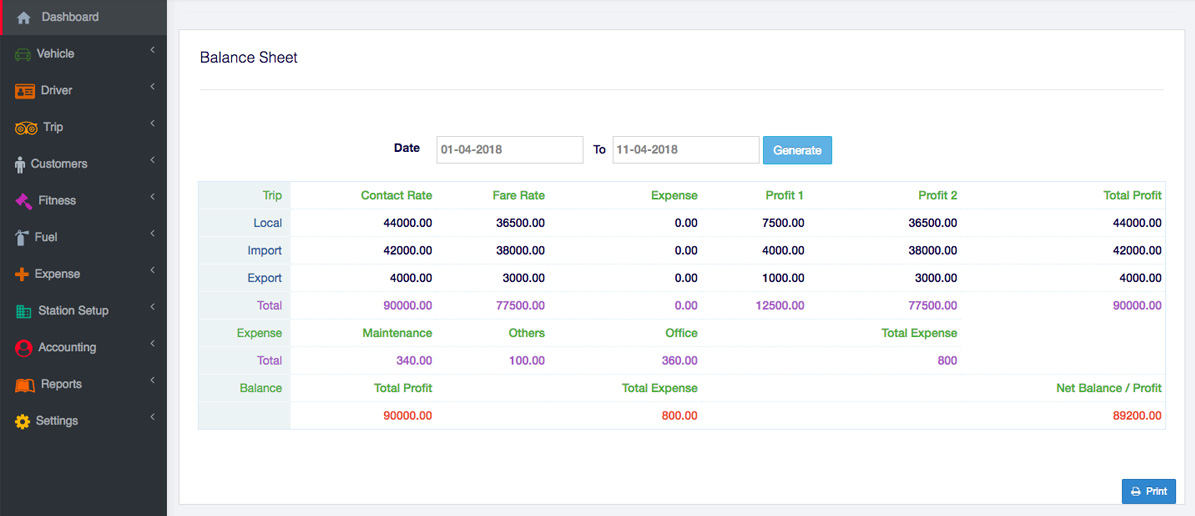 Dashboard
Vehicle
Driver
Trip
Customers
Fitness
Fuel
Expense
Station Setup
Accounting
Reports
Settings
Balance Sheet
Date 01-04-2018 To 11-04-2018 Generate
Trip Contact Rate Fare Rate Expense Profit 1 Profit 2 Total Profit
Local 44000.00 36500.00 0.00 7500.00 36500.00 44000.00
Import 42000.00 38000.00 0.00 4000.00 38000.00 42000.00
Export 4000.00 3000.00 0.00 1000.00 3000.00 4000.00
Total 90000.00 77500.00 0.00 12500.00 77500.00 90000.00
Expense Maintenance Others Office Total Expense
Total 340.00 100.00 360.00 800
Balance Total Profit Total Expense Net Balance / Profit
90000.00 800.00 89200.00
Print